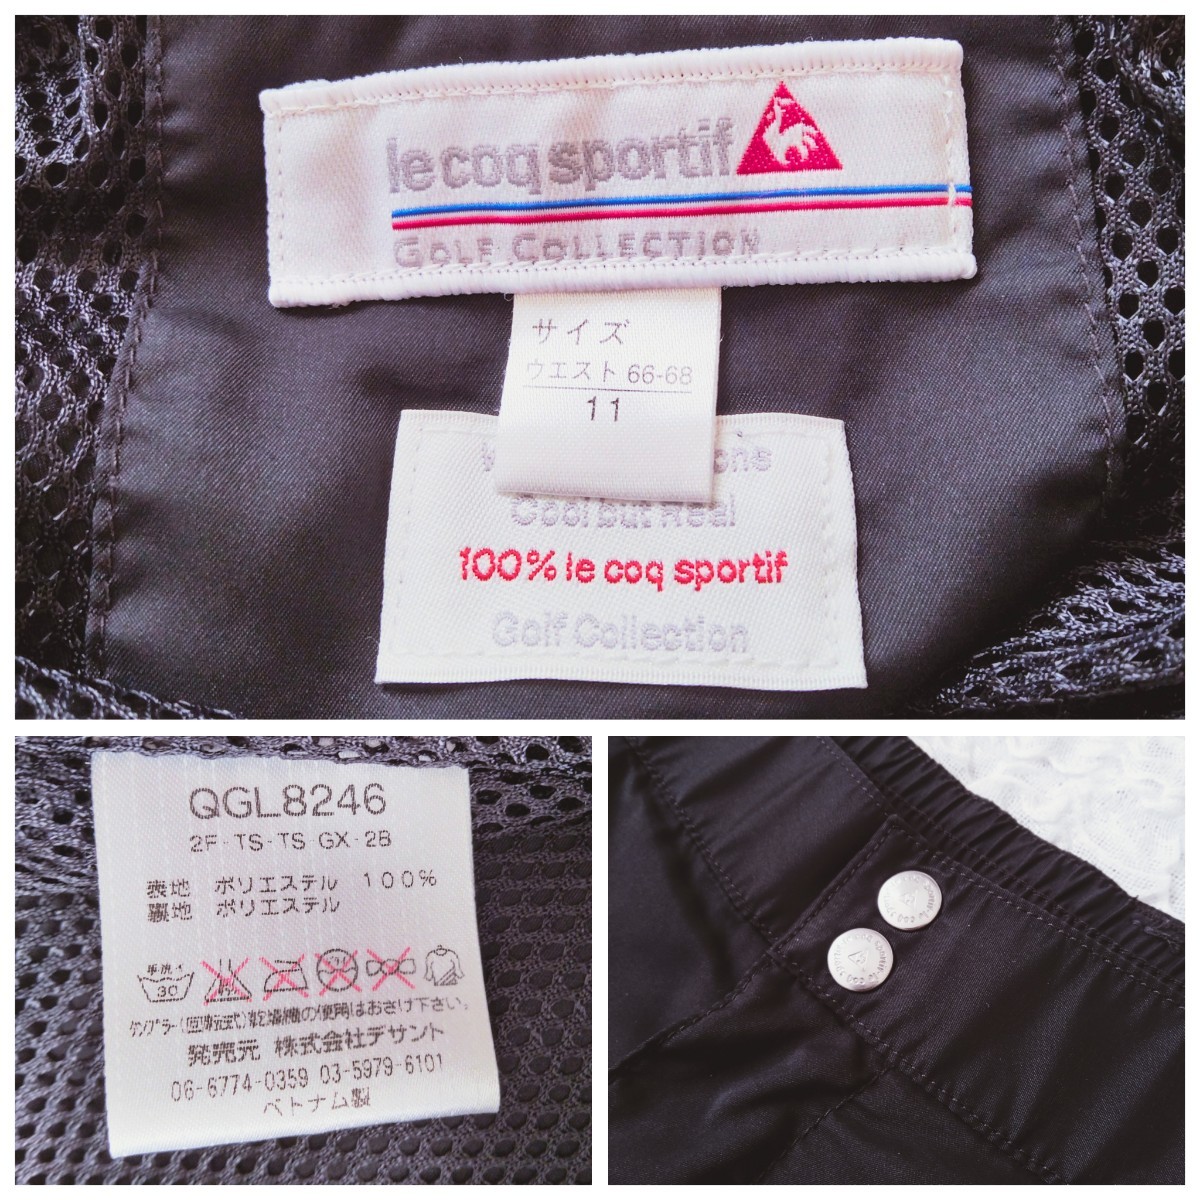 le coq sportif
GOLF COLLECTION
サイズ
ウエスト 66-68
11
Cool but Real
100% le coq sportif
Golf Collection
QGL8246
2F-TS-TS GX-2B
表地 ポリエステル 100%
裏地 ポリエステル
手洗イ
30
タンブラー(回転式)乾燥機の使用はおさけ下さい。
発売元 株式会社デサント
06-6774-0359 03-5979-6101
ベトナム製